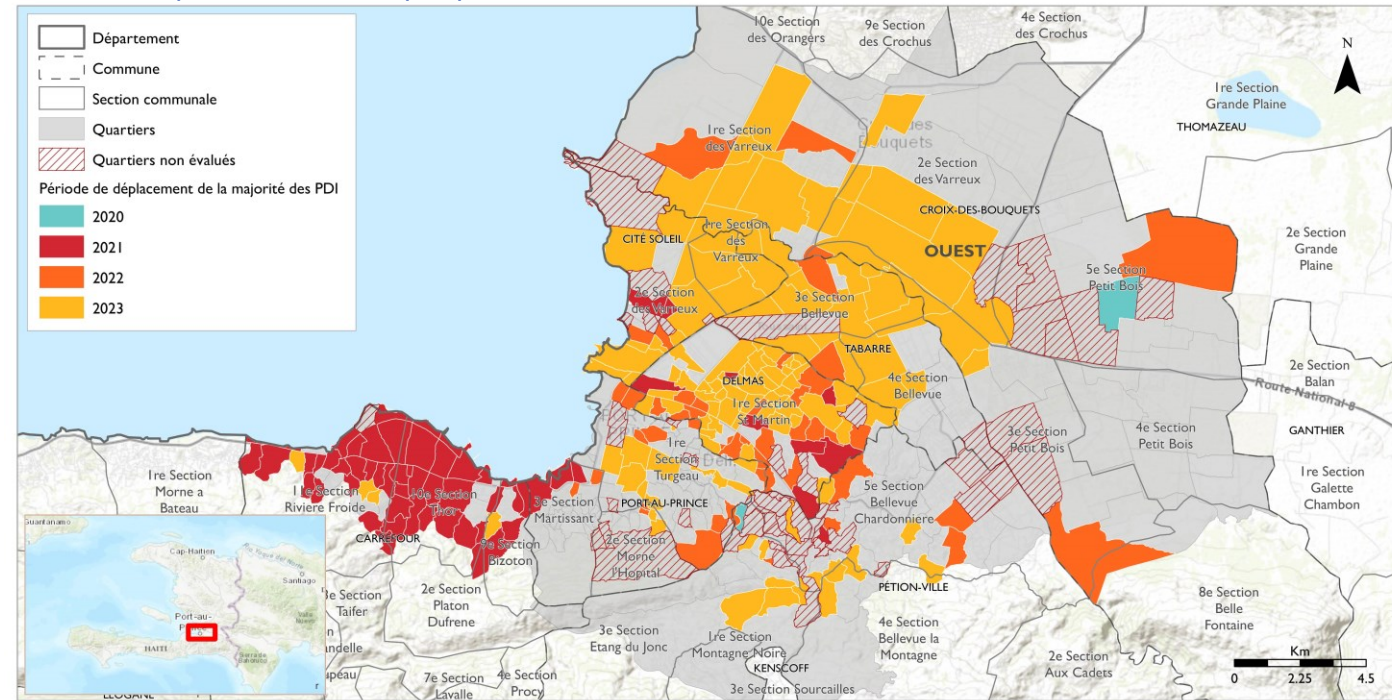 Département
Commune
Section communale
Quartiers
Quartiers non évalués
Période de déplacement de la majorité des PDI
2020
2021
2022
2023
10e Section
des Orangers
9e Section
des Crochus
4e Section
des Crochus
N
1re Section
Grande Plaine
THOMAZEAU
1re Section
des Varreux
Bouquets
2e Section
des Varreux
CROIX-DES-BOUQUETS
CITÉ SOLEIL
1re Section
des
Varreux
OUEST
2e Section
Grande
Plaine
5e Section
Petit Bois
2e Section
des Varreux
3e Section
Bellevue
TABARRE
4e Section
Bellevue
DELMAS
1re Section
St Martin
2e Section
Balan
Route National 8
GANTHIER
1re Section
Turgeau
3e Section
Petit Bois
4e Section
Petit Bois
1re Section
Galette
Chambon
1re Section
Morne a
Bateau
11e Section
Riviere Froide
10e Section
Thor
3e Section
Martissant
PORT-AU-PRINCE
5e Section
Bellevue
Chardonniere
CARREFOUR
9e Section
Bizoton
2e Section
Morne
l'Hopital
PÉTION-VILLE
3e Section
Taifer
2e Section
Platon
Dufrene
8e Section
Belle
Fontaine
3e Section
Etang du Jonc
1re Section
Montagne Noire
4e Section
Bellevue la
Montagne
KENSCOFF
2e Section
Aux Cadets
7e Section
Lavalle
4e Section
Procy
3e Section Sourcailles
Km
0 2.25 4.5
Guantanamo
Cap-Haïtien
Santiago
Port-au-
HAITI